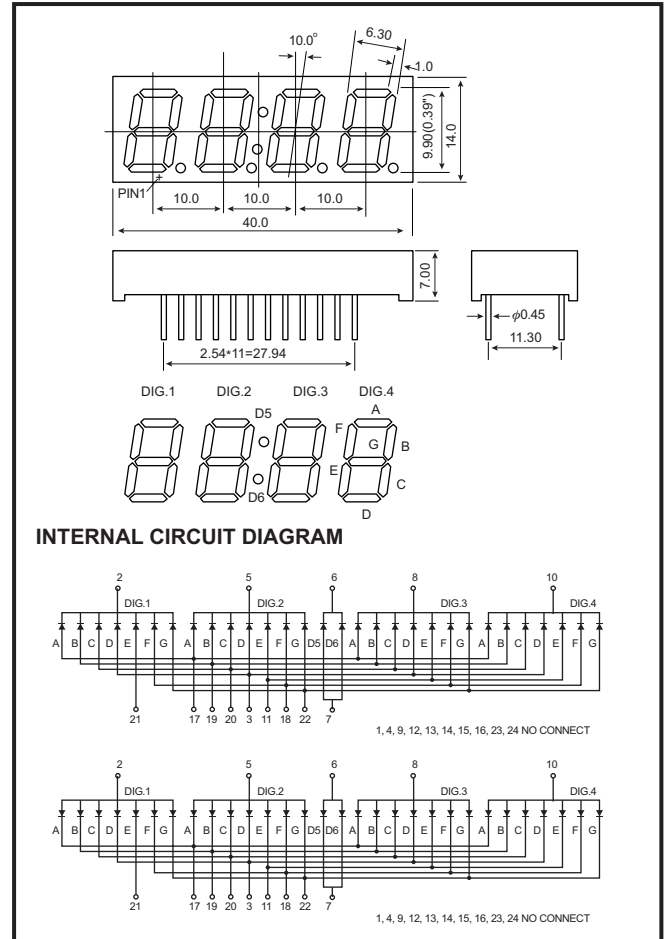 10.0°
6.30
1.0
9.90(0.39")
14.0
PIN1
+
10.0 10.0 10.0
40.0
7.00
ϕ0.45
11.30
2.54*11=27.94
DIG.1 DIG.2 DIG.3 DIG.4
A
D5 F
G B
E
D6 C
D
INTERNAL CIRCUIT DIAGRAM
2 5 6 8 10
DIG.1 DIG.2 DIG.3 DIG.4
A B C D E F G A B C D E F G D5 D6 A B C D E F G A B C D E F G
21 17 19 20 3 11 18 22 7
1, 4, 9, 12, 13, 14, 15, 16, 23, 24 NO CONNECT
2 5 6 8 10
DIG.1 DIG.2 DIG.3 DIG.4
A B C D E F G A B C D E F G D5 D6 A B C D E F G A B C D E F G
21 17 19 20 3 11 18 22 7
1, 4, 9, 12, 13, 14, 15, 16, 23, 24 NO CONNECT